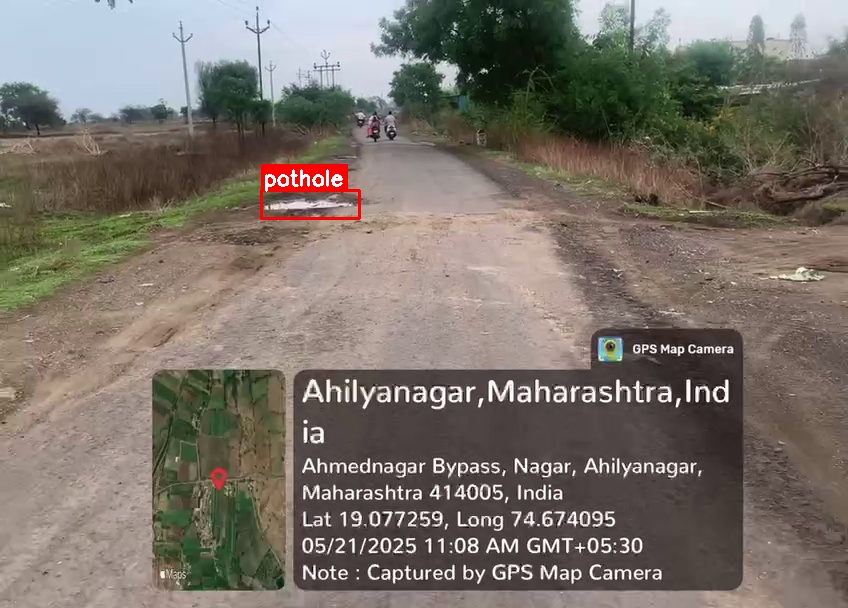 pothole
GPS Map Camera
Ahilyanagar,Maharashtra,Ind
ia
Ahmednagar Bypass, Nagar, Ahilyanagar,
Maharashtra 414005, India
Lat 19.077259, Long 74.674095
05/21/2025 11:08 AM GMT+05:30
Note : Captured by GPS Map Camera
Maps